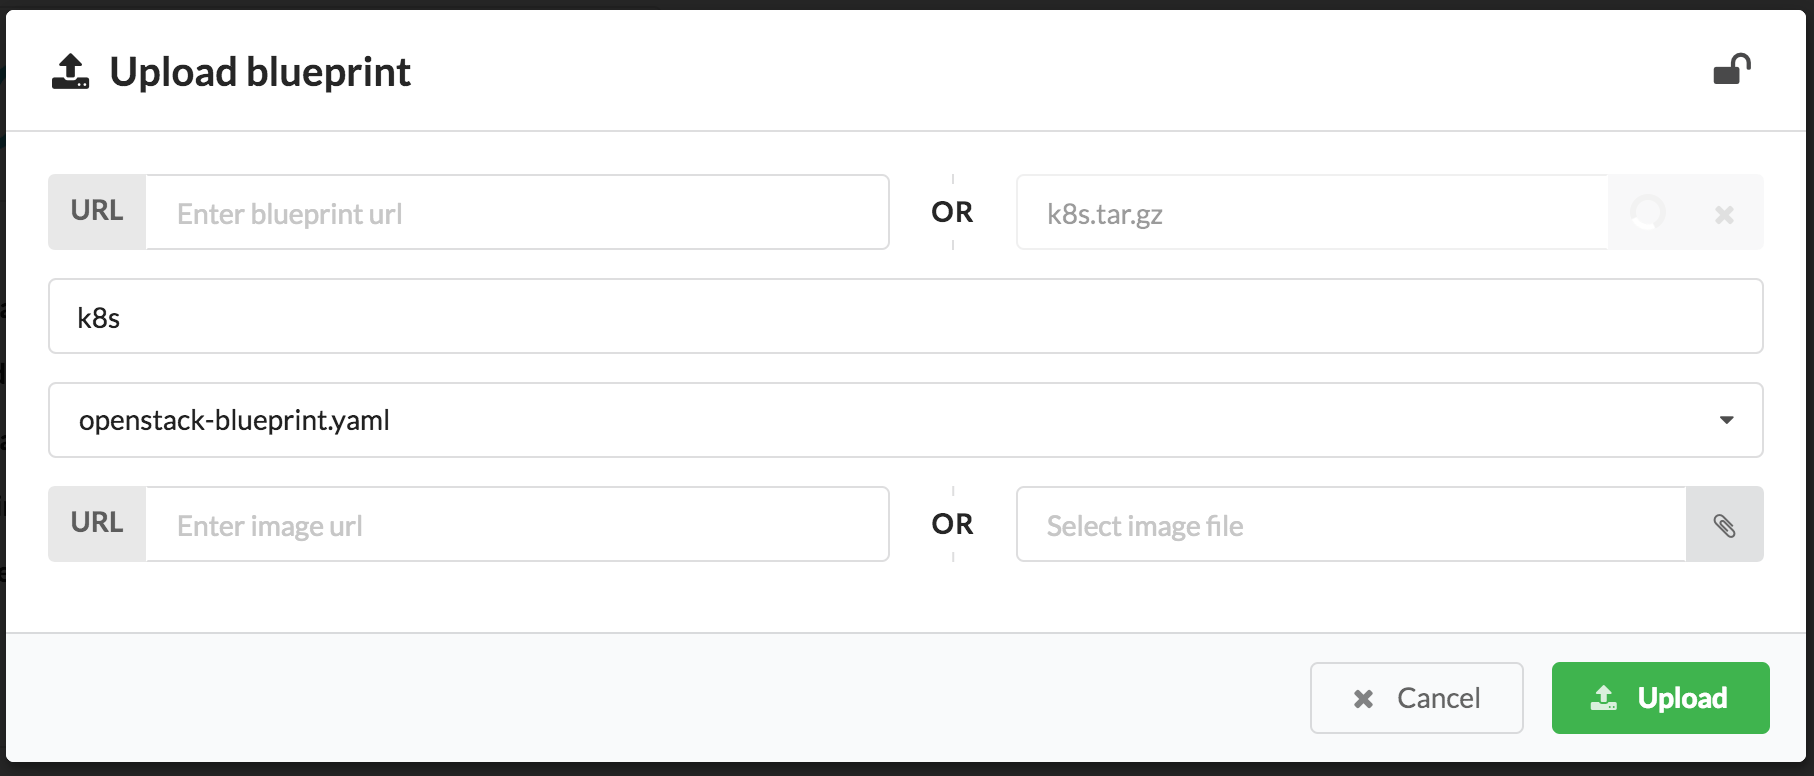 Upload blueprint
URL Enter blueprint url OR k8s.tar.gz
k8s
openstack-blueprint.yaml
URL Enter image url OR Select image file
Cancel Upload